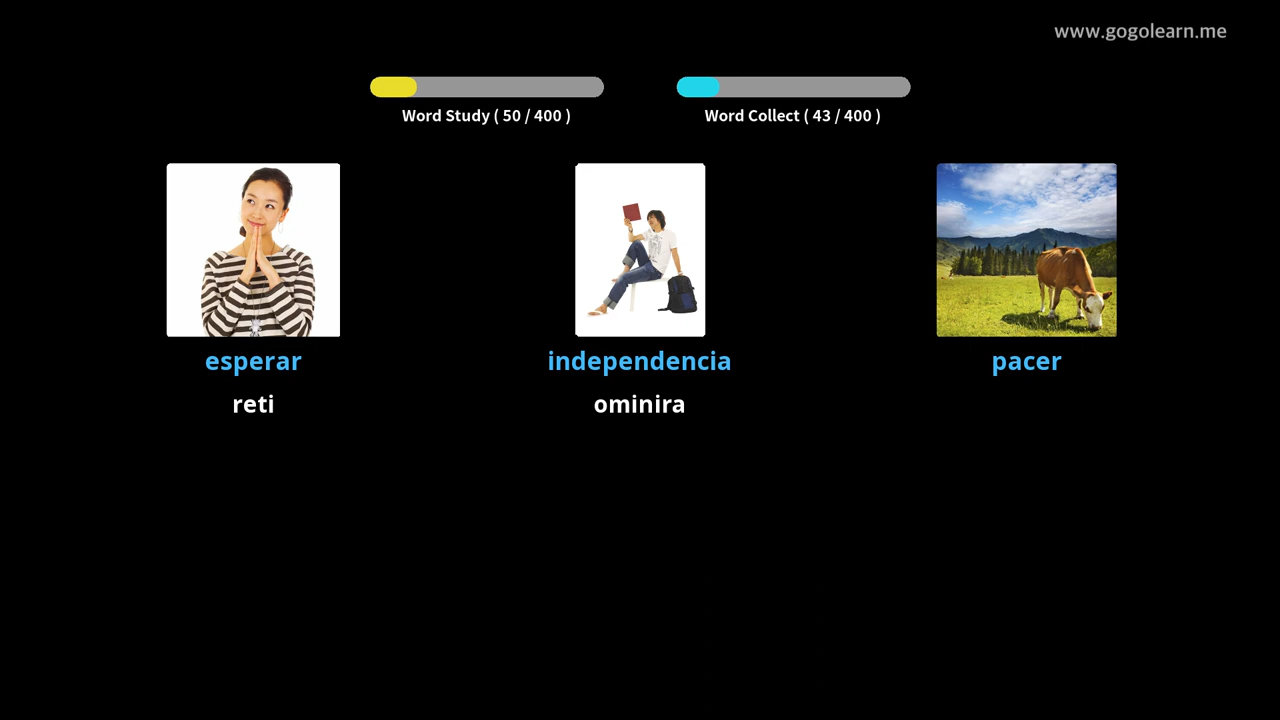 www.gogolearn.me
Word Study ( 50 / 400 )
Word Collect ( 43 / 400 )
esperar
independencia
pacer
reti
ominira